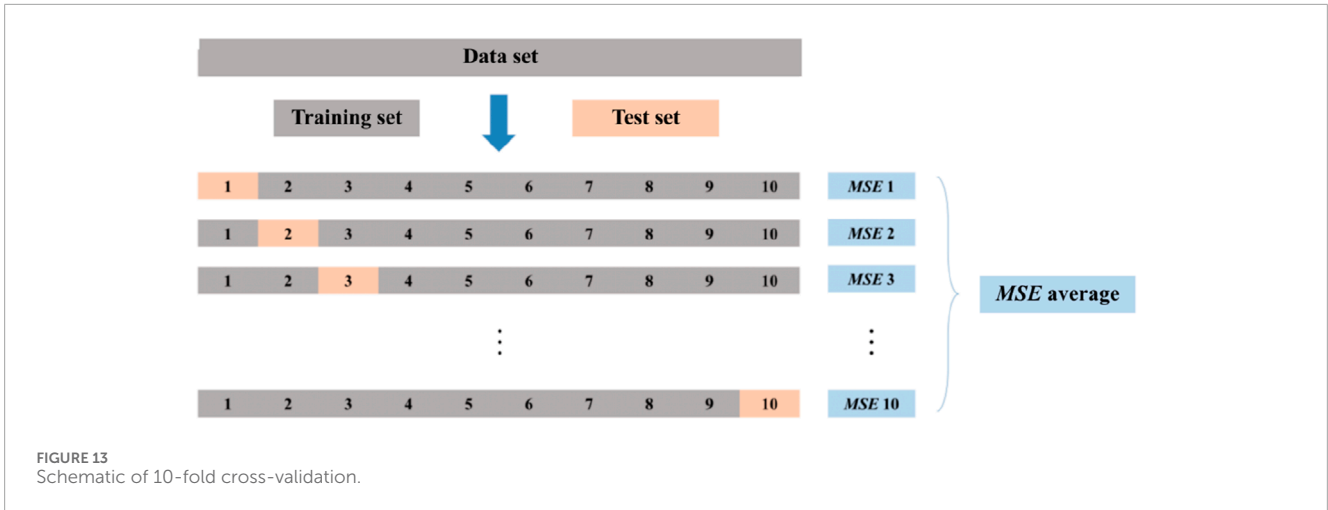 Data set
Training set
Test set
1 2 3 4 5 6 7 8 9 10 MSE 1
1 2 3 4 5 6 7 8 9 10 MSE 2
1 2 3 4 5 6 7 8 9 10 MSE 3
MSE average
⋮ ⋮
1 2 3 4 5 6 7 8 9 10 MSE 10
FIGURE 13
Schematic of 10-fold cross-validation.